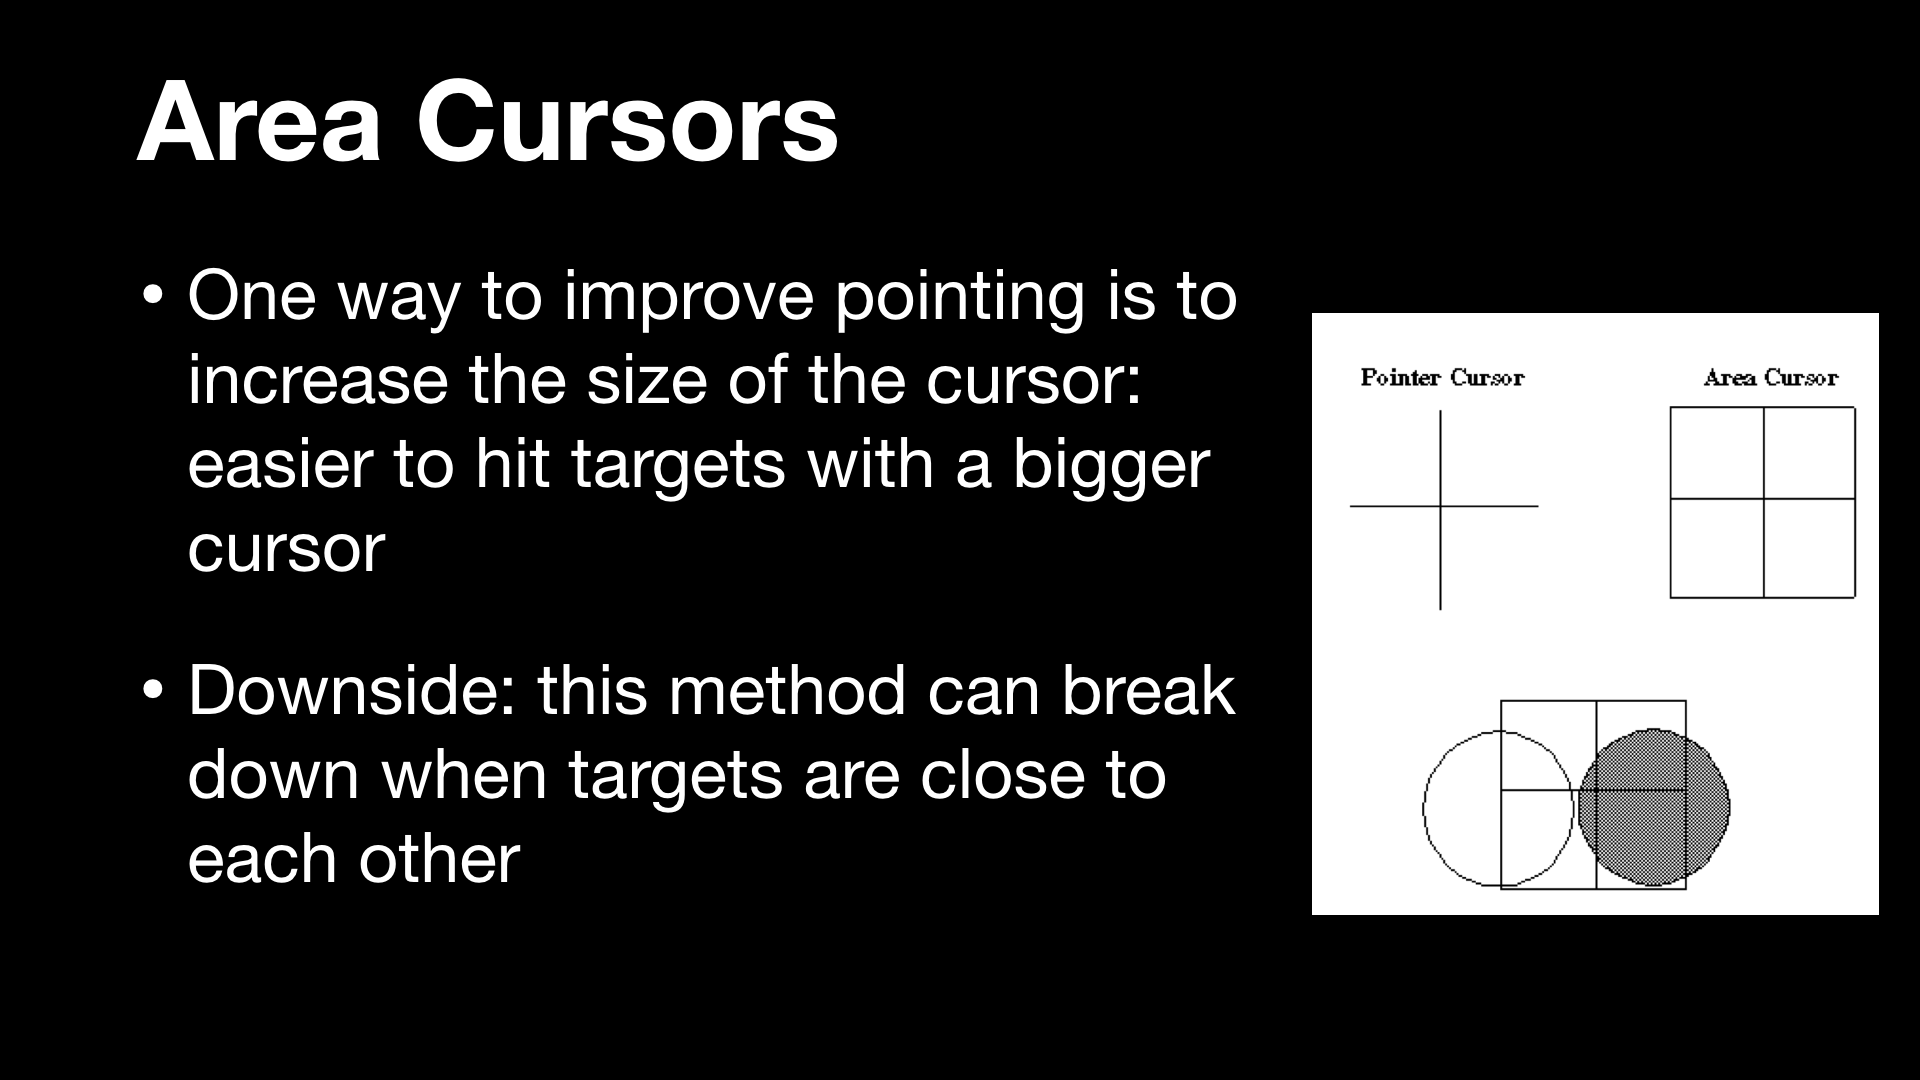 Area Cursors
• One way to improve pointing is to
increase the size of the cursor:
easier to hit targets with a bigger
cursor
• Downside: this method can break
down when targets are close to
each other
Pointer Cursor
Area Cursor